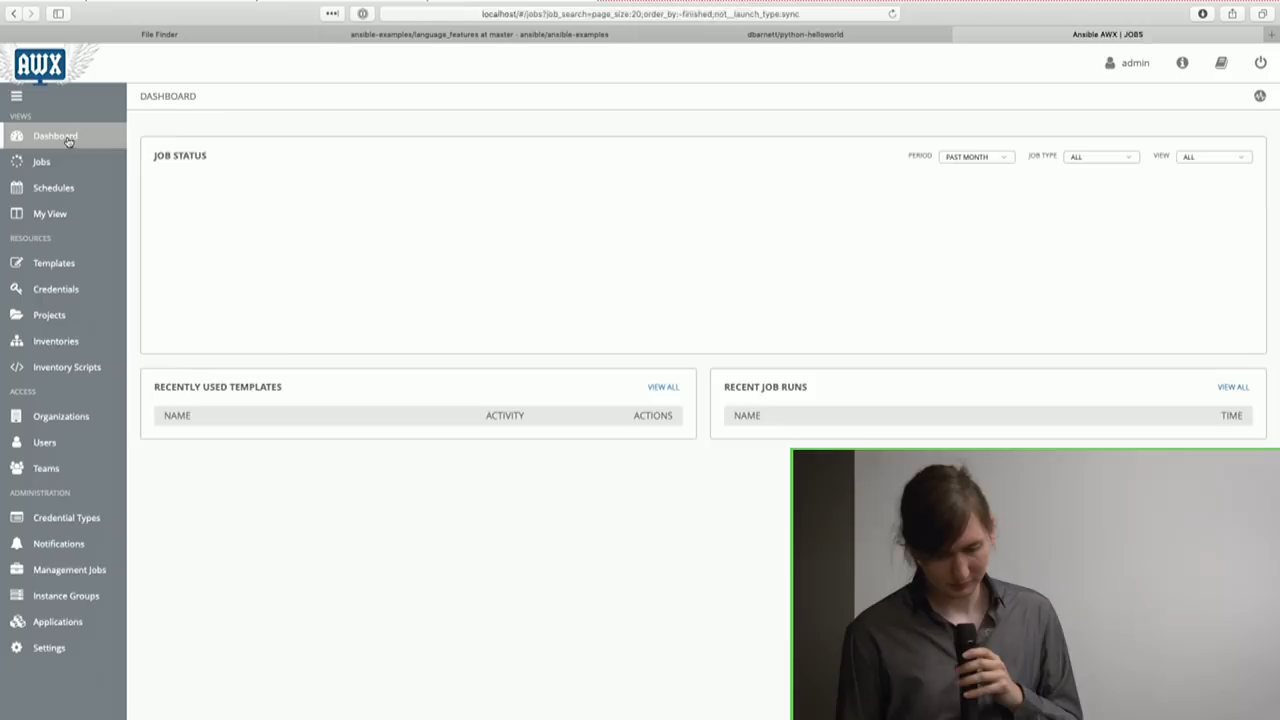 localhost/#/jobs?job_search=page_size:20;order_by:-finished;not__launch_type:sync
File Finder
ansible-examples/language_features at master · ansible/ansible-examples
dbarnett/python-helloworld
Ansible AWX | JOBS
AWX
admin
DASHBOARD
VIEWS
Dashboard
Jobs
Schedules
My View
RESOURCES
Templates
Credentials
Projects
Inventories
Inventory Scripts
ACCESS
Organizations
Users
Teams
ADMINISTRATION
Credential Types
Notifications
Management Jobs
Instance Groups
Applications
Settings
JOB STATUS
PERIOD PAST MONTH JOB TYPE ALL VIEW ALL
RECENTLY USED TEMPLATES VIEW ALL
NAME ACTIVITY ACTIONS
RECENT JOB RUNS VIEW ALL
NAME TIME